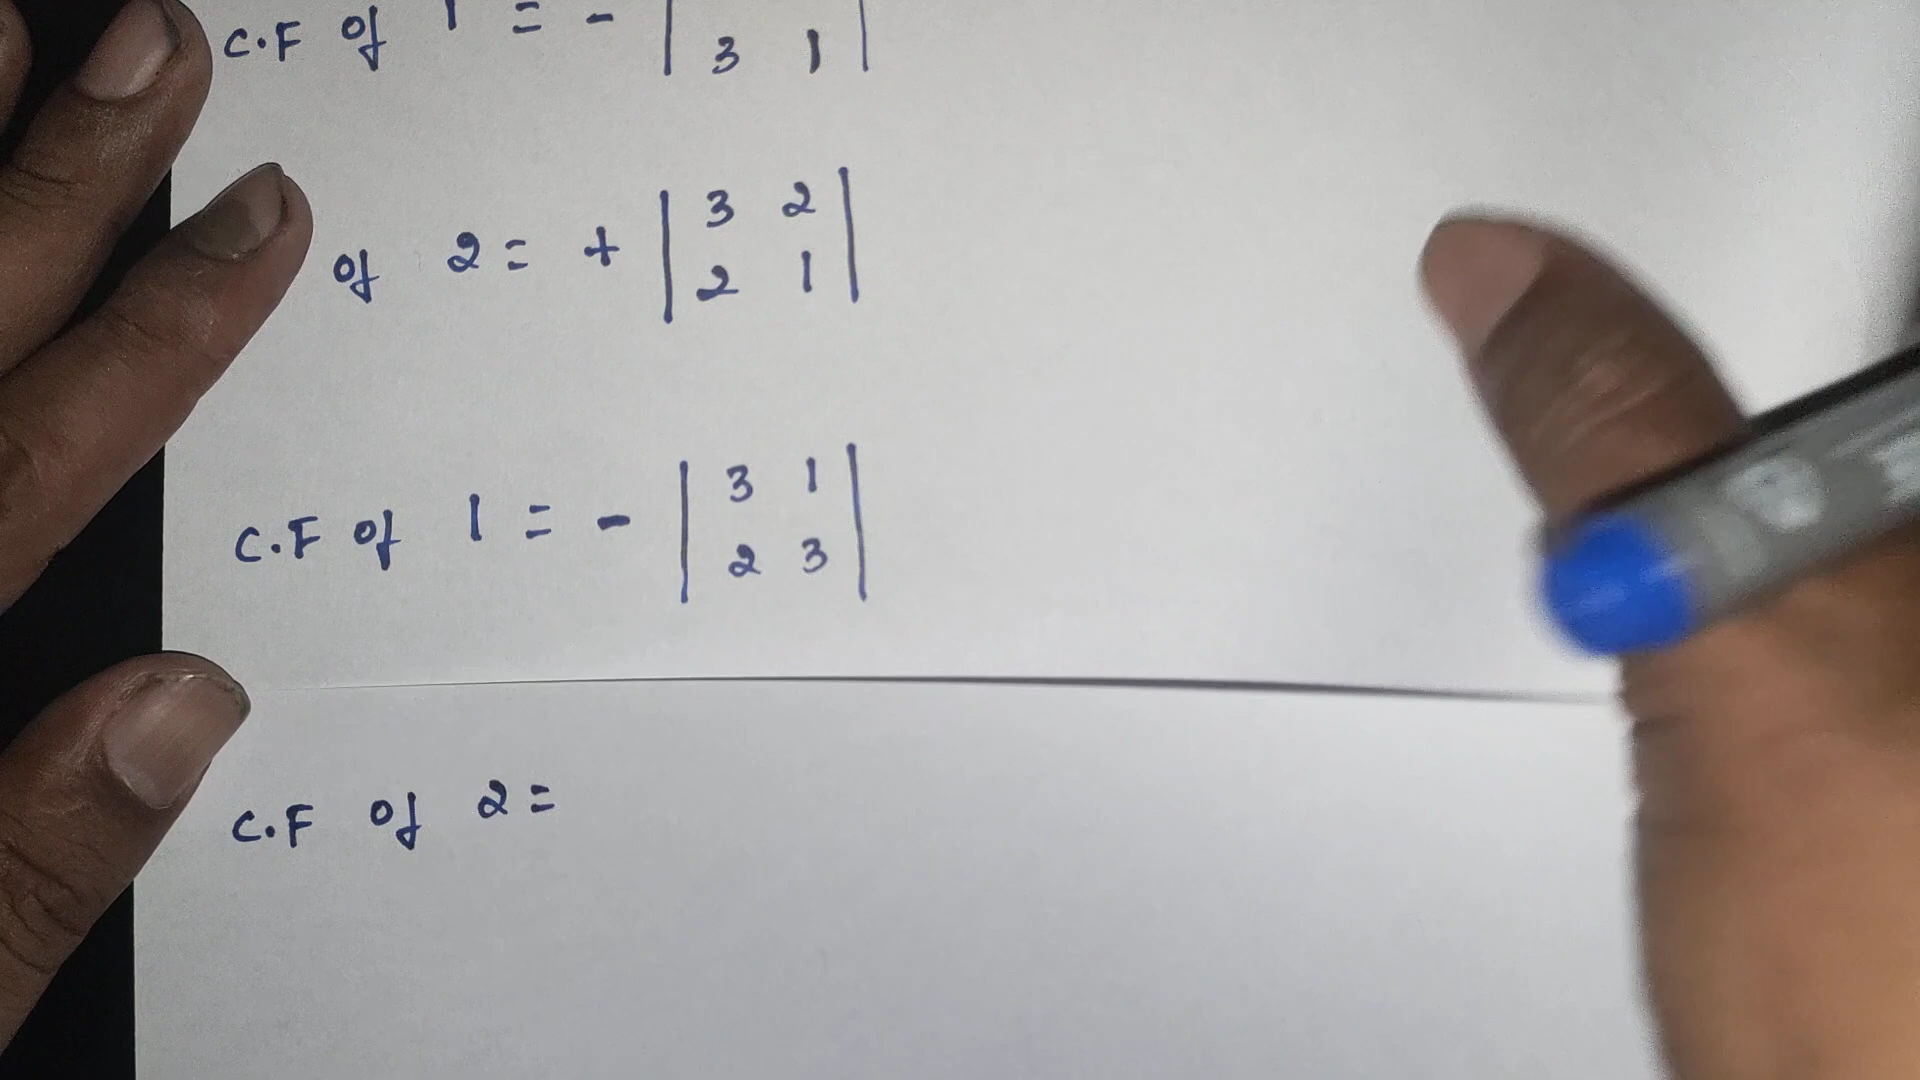 C.F of 1 = - | 3 1 |
of 2 = + | 3 2 |
| 2 1 |
C.F of 1 = - | 3 1 |
| 2 3 |
C.F of 2 =